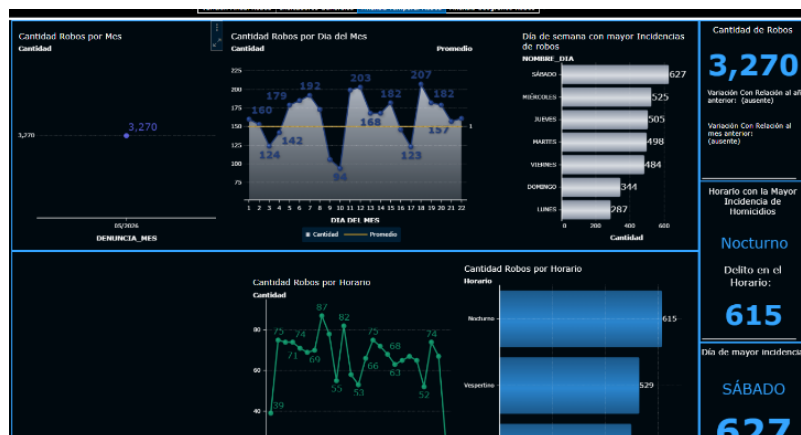 Cantidad Robos por Mes
Cantidad
3,270
3,270
05/2026
DENUNCIA_MES
Cantidad Robos por Dia del Mes
Cantidad
Promedio
225
200
175
150
125
100
75
160
124
179
142
192
94
203
168
182
123
207
157
182
1
1 2 3 4 5 6 7 8 9 10 11 12 13 14 15 16 17 18 19 20 21 22
DIA DEL MES
Cantidad
Promedio
Día de semana con mayor Incidencias
de robos
NOMBRE_DIA
SÁBADO
627
MIÉRCOLES
525
JUEVES
505
MARTES
498
VIERNES
484
DOMINGO
344
LUNES
287
0 200 400 600
Cantidad
Cantidad de Robos
3,270
Variación Con Relación al añ
anterior: (ausente)
Variación Con Relación al
mes anterior:
(ausente)
Horario con la Mayor
Incidencia de
Homicidios
Nocturno
Delito en el
Horario:
615
Día de mayor incidencia
SÁBADO
627
Cantidad Robos por Horario
Cantidad
80
60
40
39
75
71
74
69
87
55
82
53
66
75
68
63
52
74
Cantidad Robos por Horario
Horario
Nocturno
615
Vespertino
529